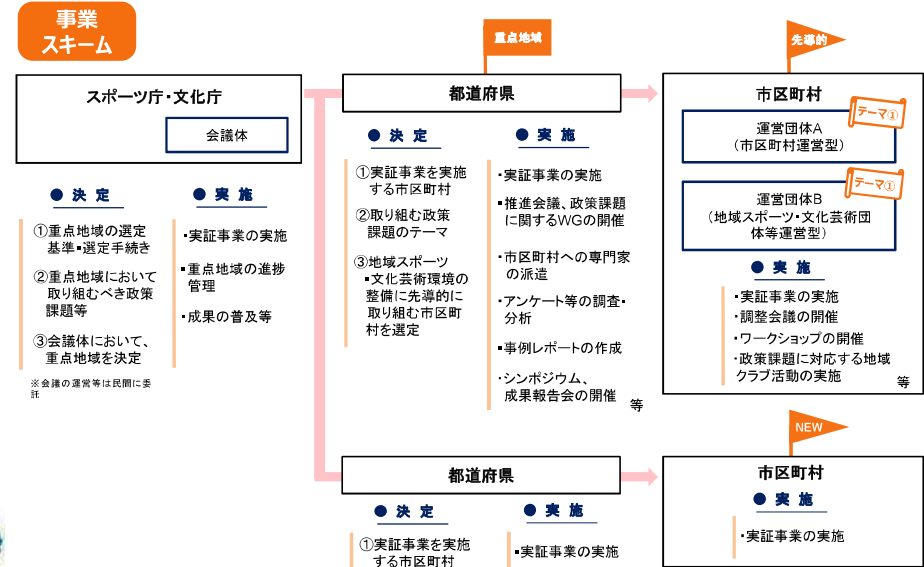 事業
スキーム
スポーツ庁・文化庁
会議体
● 決 定
①重点地域の選定
基準・選定手続き
②重点地域において
取り組むべき政策
課題等
③会議体において、
重点地域を決定
※会議の運営等は民間に委
託
● 実 施
・実証事業の実施
・重点地域の進捗
管理
・成果の普及等
重点地域
都道府県
● 決 定
①実証事業を実施
する市区町村
②取り組む政策
課題のテーマ
③地域スポーツ
・文化芸術環境の
整備に先導的に
取り組む市区町
村を選定
● 実 施
・実証事業の実施
・推進会議、政策課題
に関するWGの開催
・市区町村への専門家
の派遣
・アンケート等の調査・
分析
・事例レポートの作成
・シンポジウム、
成果報告会の開催
等
先導的
市区町村
テーマ①
運営団体A
（市区町村運営型）
テーマ①
運営団体B
（地域スポーツ・文化芸術団
体等運営型）
● 実 施
・実証事業の実施
・調整会議の開催
・ワークショップの開催
・政策課題に対応する地域
クラブ活動の実施
等
都道府県
● 決 定
①実証事業を実施
する市区町村
● 実 施
・実証事業の実施
NEW
市区町村
● 実 施
・実証事業の実施